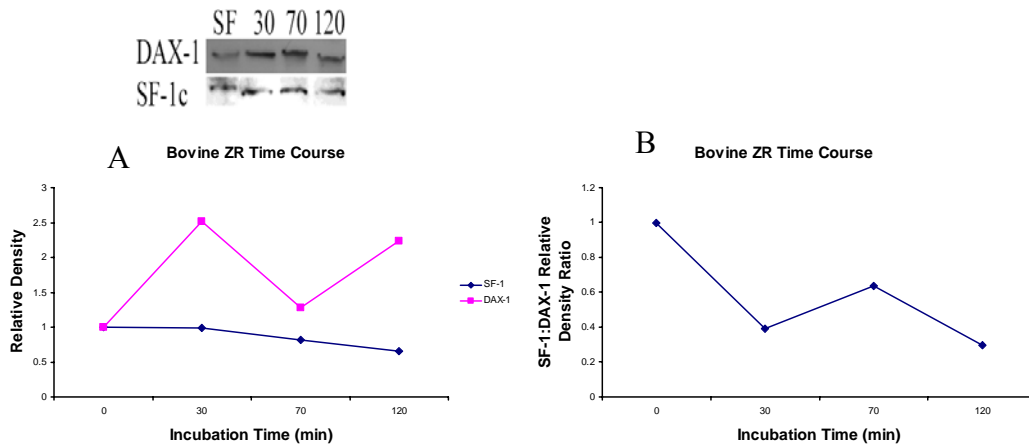 SF 30 70 120
DAX-1
SF-1c
A
Bovine ZR Time Course
3
2.5
2
1.5
1
0.5
0
Relative Density
0 30 70 120
Incubation Time (min)
SF-1
DAX-1
B
Bovine ZR Time Course
1.2
1
0.8
0.6
0.4
0.2
0
SF-1:DAX-1 Relative
Density Ratio
0 30 70 120
Incubation Time (min)